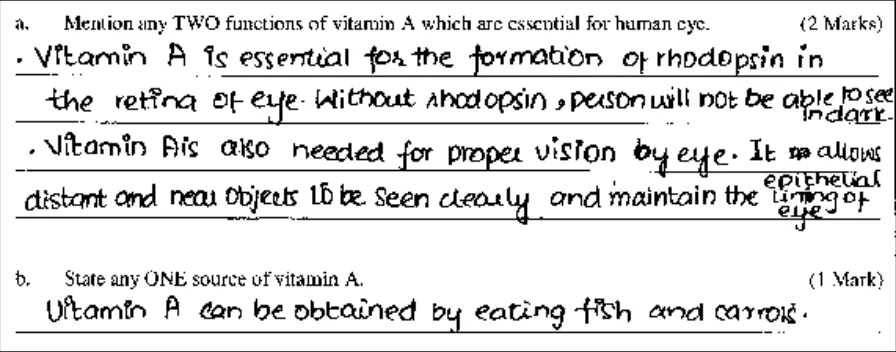 a. Mention any TWO functions of vitamin A which are essential for human eye. (2 Marks)
. Vitamin A is essential for the formation of rhodopsin in
the retina of eye. Without rhodopsin, person will not be able to see
in dark.
. Vitamin A is also needed for proper vision by eye. It allows
distant and near objects to be seen clearly and maintain the epithelial
lining of
eye
b. State any ONE source of vitamin A. (1 Mark)
Vitamin A can be obtained by eating fish and carrots.